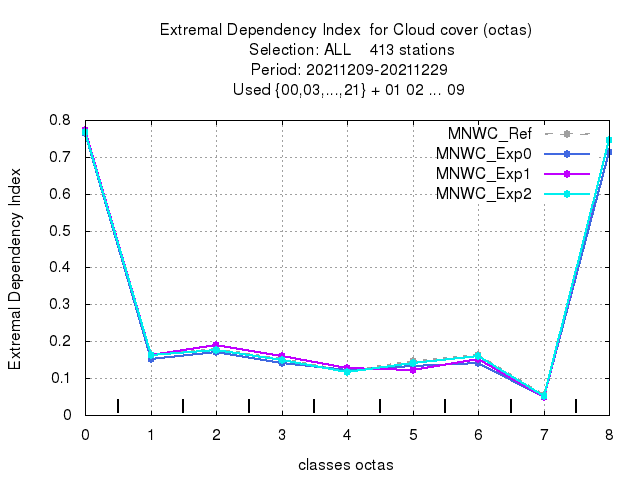 Extremal Dependency Index  for Cloud cover (octas)
Selection: ALL    413 stations
Period: 20211209-20211229
Used {00,03,...,21} + 01 02 ... 09
Extremal Dependency Index
0.8
0.7
0.6
0.5
0.4
0.3
0.2
0.1
0
MNWC_Ref
MNWC_Exp0
MNWC_Exp1
MNWC_Exp2
0 1 2 3 4 5 6 7 8
classes octas